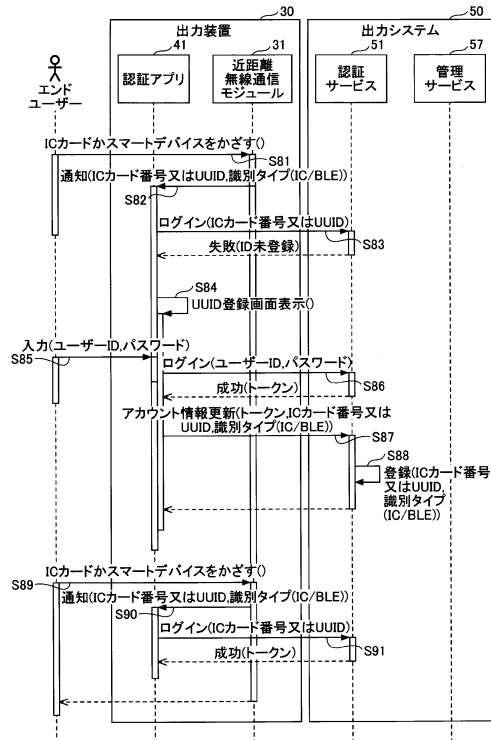 30
50
出力装置
出力システム
41
31
51
57
エンド
ユーザー
認証アプリ
近距離
無線通信
モジュール
認証
サービス
管理
サービス
ICカードかスマートデバイスをかざす()
S81
通知(ICカード番号又はUUID,識別タイプ(IC/BLE))
S82
ログイン(ICカード番号又はUUID)
S83
失敗(ID未登録)
S84
UUID登録画面表示()
入力(ユーザーID,パスワード)
S85
ログイン(ユーザーID,パスワード)
S86
成功(トークン)
アカウント情報更新(トークン,ICカード番号又は
UUID,識別タイプ(IC/BLE))
S87
S88
登録(ICカード番号
又はUUID,
識別タイプ
(IC/BLE)
ICカードかスマートデバイスをかざす()
S89
通知(ICカード番号又はUUID,識別タイプ(IC/BLE))
S90
ログイン(ICカード番号又はUUID)
S91
成功(トークン)